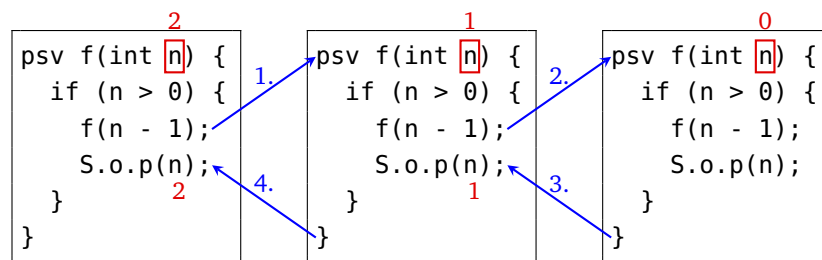 2
psv f(int n) {
if (n > 0) {
f(n - 1);
S.o.p(n);
2
}
}
1.
4.
1
psv f(int n) {
if (n > 0) {
f(n - 1);
S.o.p(n);
1
}
}
2.
3.
0
psv f(int n) {
if (n > 0) {
f(n - 1);
S.o.p(n);
}
}